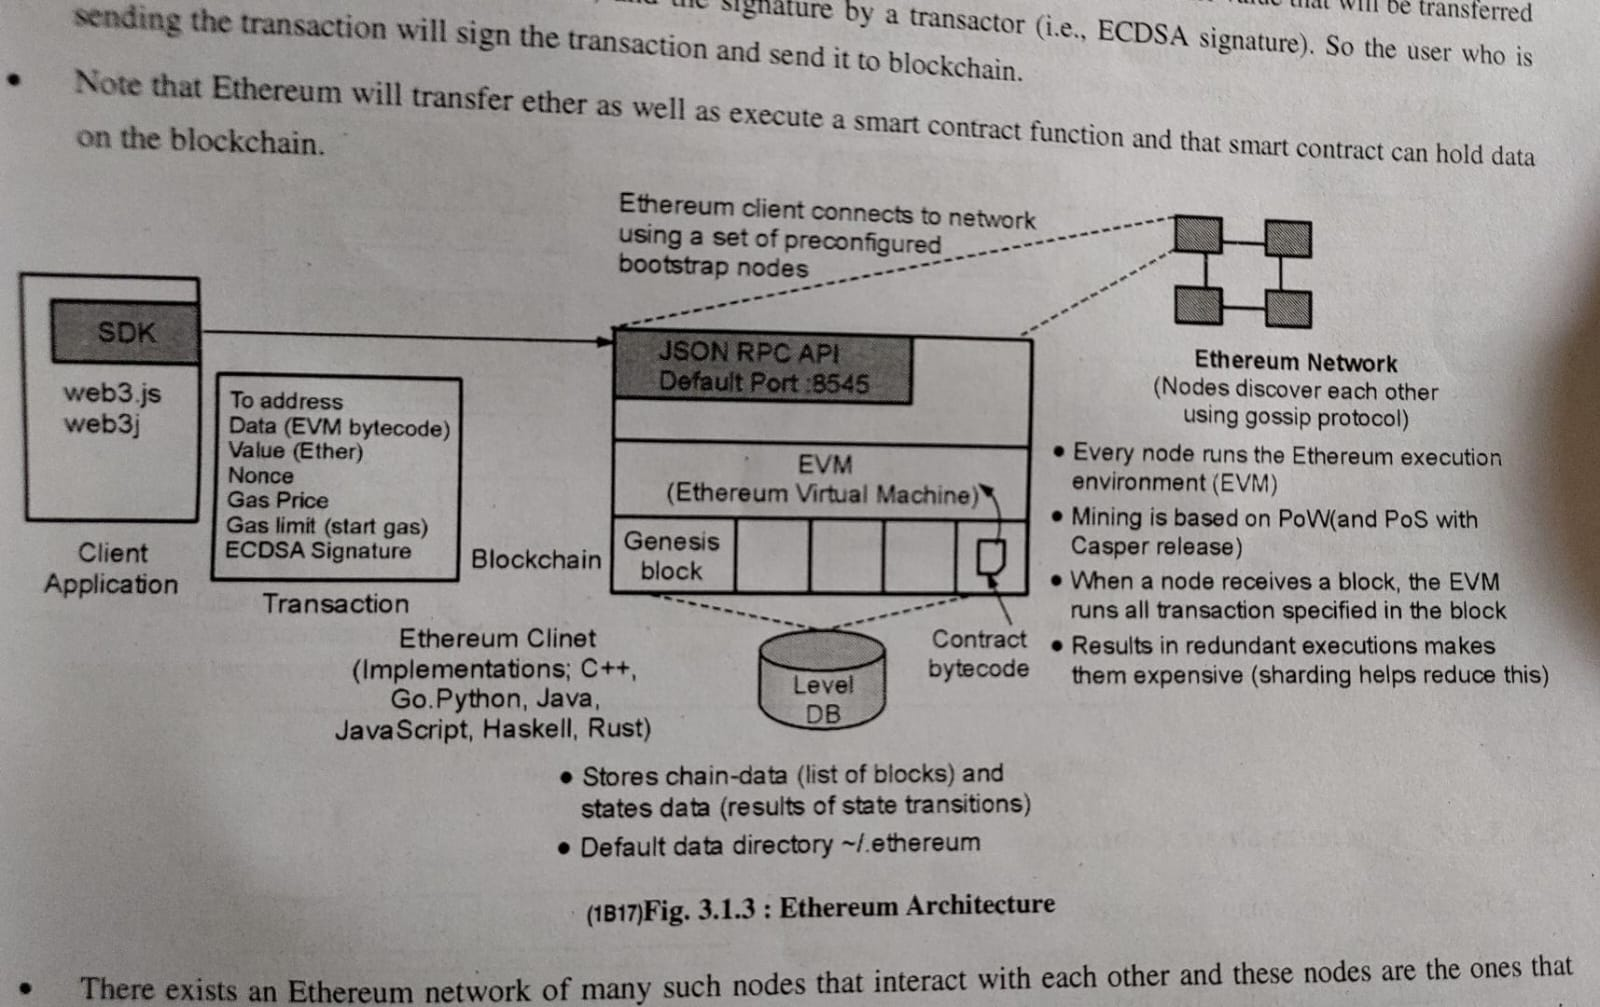 signature by a transactor (i.e., ECDSA signature). So the user who is
sending the transaction will sign the transaction and send it to blockchain.
• Note that Ethereum will transfer ether as well as execute a smart contract function and that smart contract can hold data
on the blockchain.
Ethereum client connects to network
using a set of preconfigured
bootstrap nodes
SDK
web3.js
web3j
Client
Application
To address
Data (EVM bytecode)
Value (Ether)
Nonce
Gas Price
Gas limit (start gas)
ECDSA Signature
Transaction
JSON RPC API
Default Port :8545
EVM
(Ethereum Virtual Machine)
Blockchain
Genesis
block
Ethereum Clinet
(Implementations; C++,
Go.Python, Java,
JavaScript, Haskell, Rust)
Level
DB
Contract
bytecode
Ethereum Network
(Nodes discover each other
using gossip protocol)
• Every node runs the Ethereum execution
environment (EVM)
• Mining is based on PoW(and PoS with
Casper release)
• When a node receives a block, the EVM
runs all transaction specified in the block
• Results in redundant executions makes
them expensive (sharding helps reduce this)
• Stores chain-data (list of blocks) and
states data (results of state transitions)
• Default data directory ~/.ethereum
(1B17)Fig. 3.1.3 : Ethereum Architecture
• There exists an Ethereum network of many such nodes that interact with each other and these nodes are the ones that